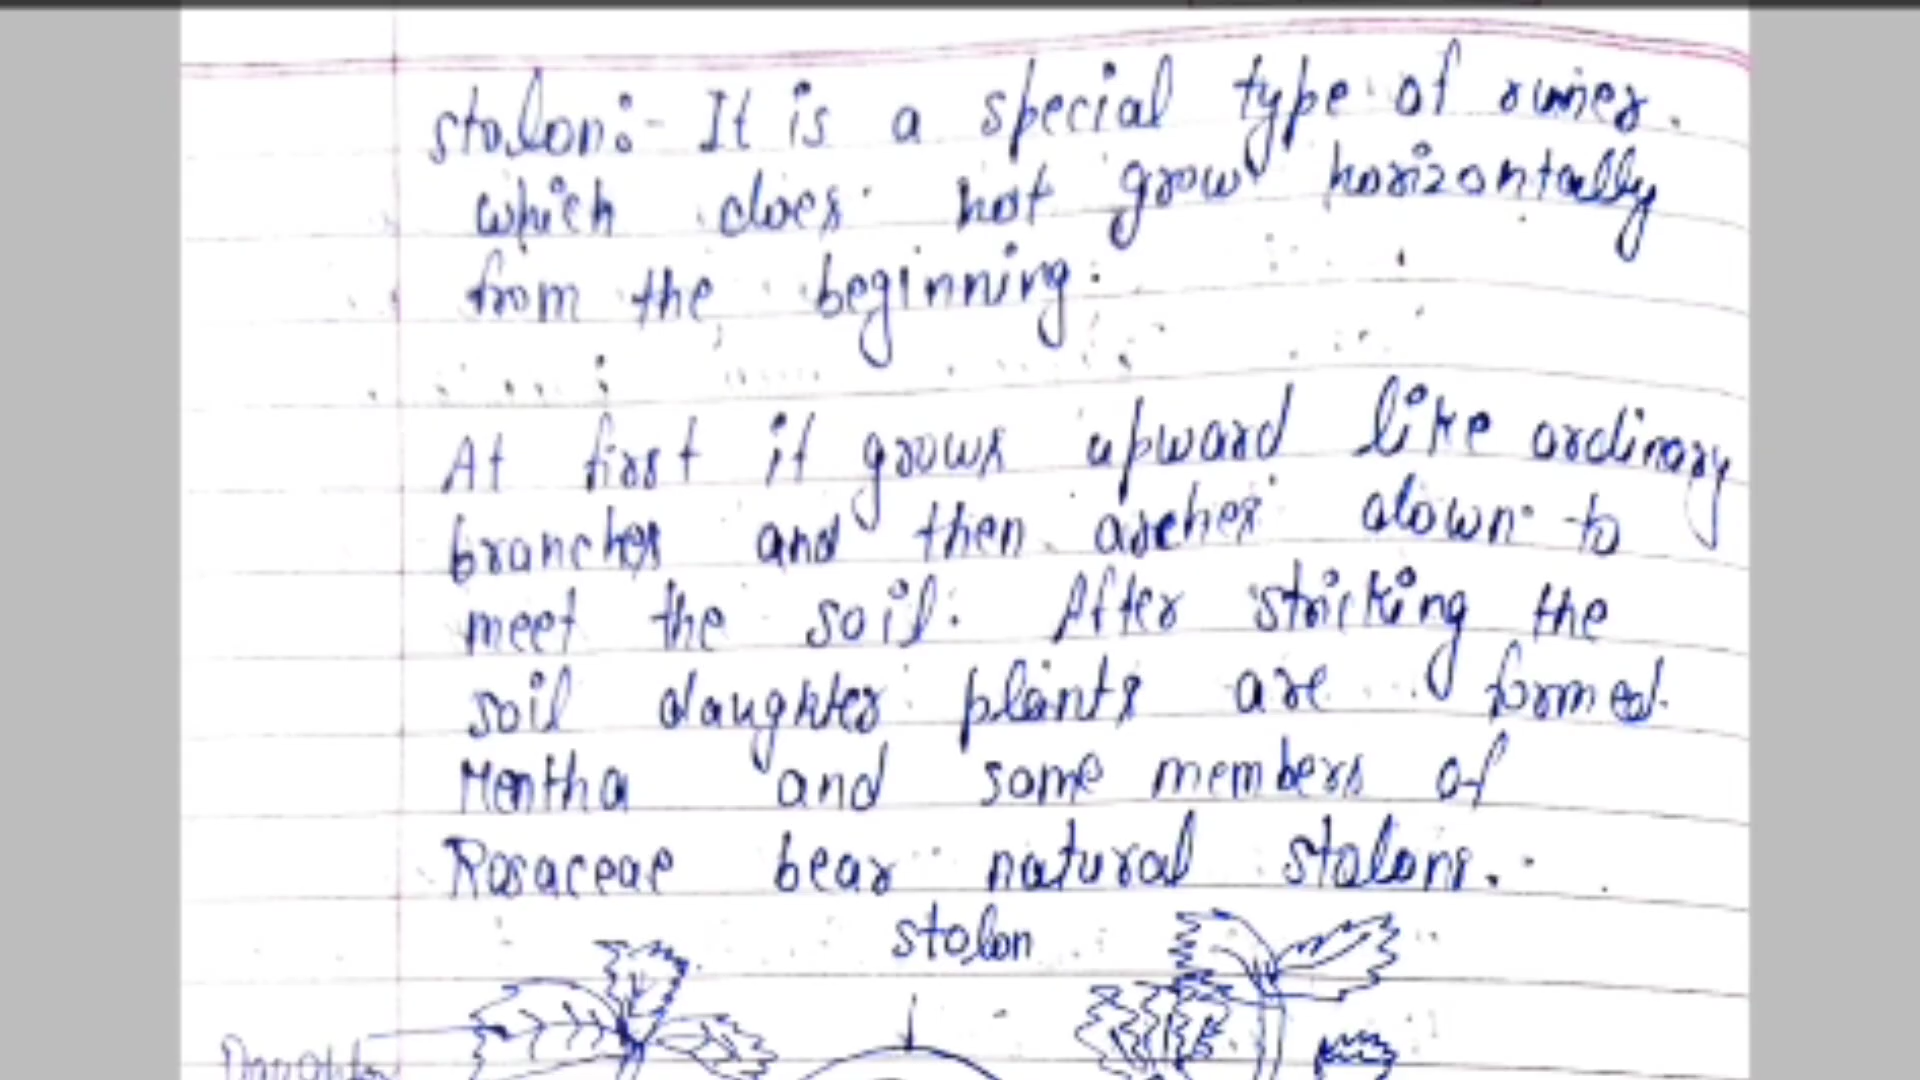 stolon:- It is a special type of runner.
which does not grow horizontally
from the beginning.
At first it grows upward like ordinary
branches and then arches down to
meet the soil. After stricking the
soil daughter plants are formed.
Mentha and some members of
Rosaceae bear natural stolons.
stolon
Daughter